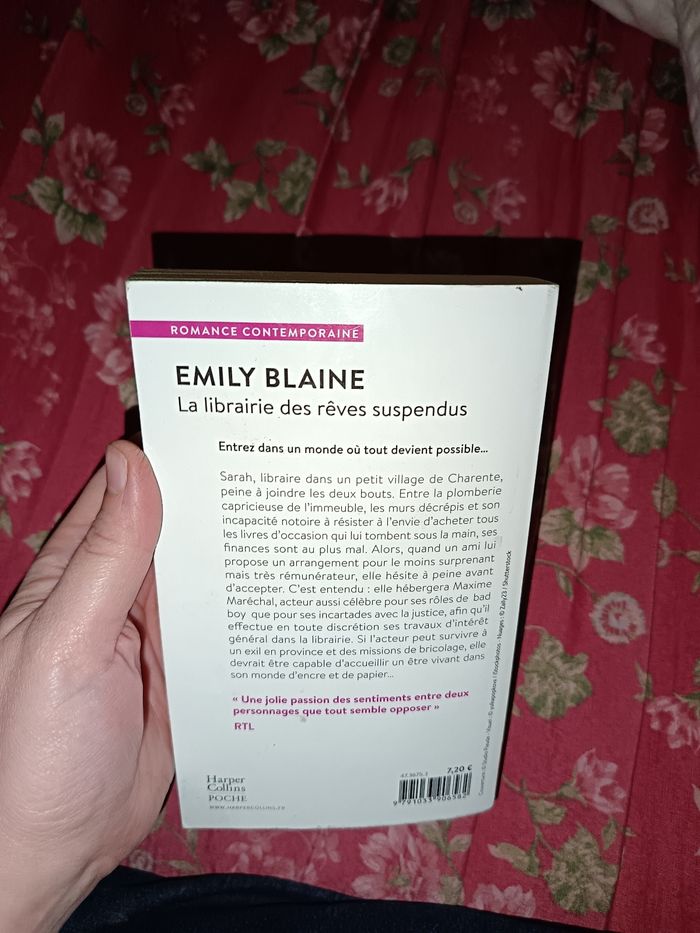 ROMANCE CONTEMPORAINE
EMILY BLAINE
La librairie des rêves suspendus
Entrez dans un monde où tout devient possible...
Sarah, libraire dans un petit village de Charente,
peine à joindre les deux bouts. Entre la plomberie
capricieuse de l'immeuble, les murs décrépis et son
incapacité notoire à résister à l'envie d'acheter tous
les livres d'occasion qui lui tombent sous la main, ses
finances sont au plus mal. Alors, quand un ami lui
propose un arrangement pour le moins surprenant
mais très rémunérateur, elle hésite à peine avant
d'accepter. C'est entendu : elle hébergera Maxime
Maréchal, acteur aussi célèbre pour ses rôles de bad
boy que pour ses incartades avec la justice, afin qu'il
effectue en toute discrétion ses travaux d'intérêt
général dans la librairie. Si l'acteur peut survivre à
un exil en province et des missions de bricolage, elle
devrait être capable d'accueillir un être vivant dans
son monde d'encre et de papier...
« Une jolie passion des sentiments entre deux
personnages que tout semble opposer »
RTL
Harper
Collins
POCHE
WWW.HARPERCOLLINS.FR
7,20 €
9 791033 906582
/ Shutterstock